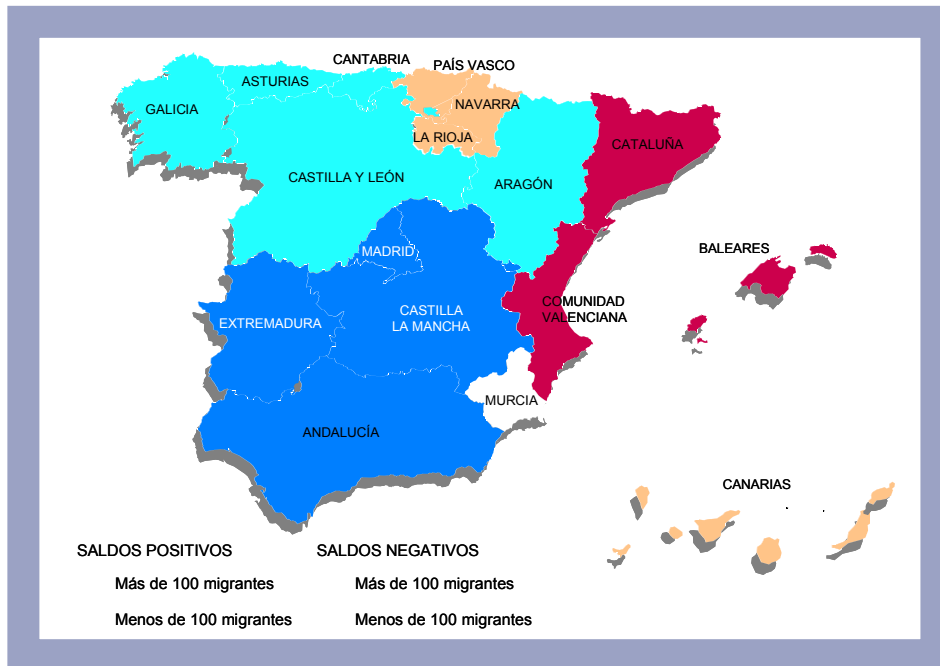 CANTABRIA
PAÍS VASCO
ASTURIAS
GALICIA
NAVARRA
LA RIOJA
CATALUÑA
CASTILLA Y LEÓN
ARAGÓN
MADRID
BALEARES
COMUNIDAD
VALENCIANA
CASTILLA
LA MANCHA
EXTREMADURA
MURCIA
ANDALUCÍA
CANARIAS
SALDOS POSITIVOS
Más de 100 migrantes
Menos de 100 migrantes
SALDOS NEGATIVOS
Más de 100 migrantes
Menos de 100 migrantes